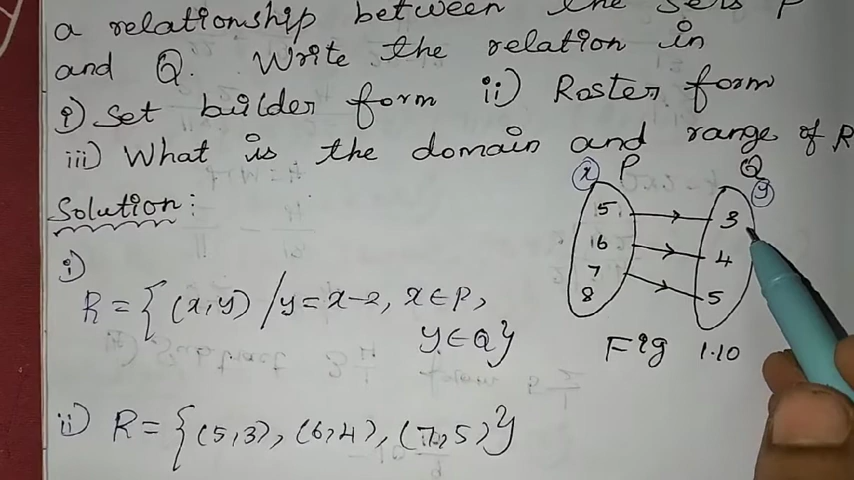 a relationship between the sets P
and Q. Write the relation in
i) Set builder form ii) Roster form
iii) What is the domain and range of R
Solution:
i)
R = { (x,y) / y = x-2, x ∈ P,
y ∈ Q }
ii) R = { (5,3), (6,4), (7,5) }
x P Q y
5 3
6 4
7 5
8
Fig 1.10